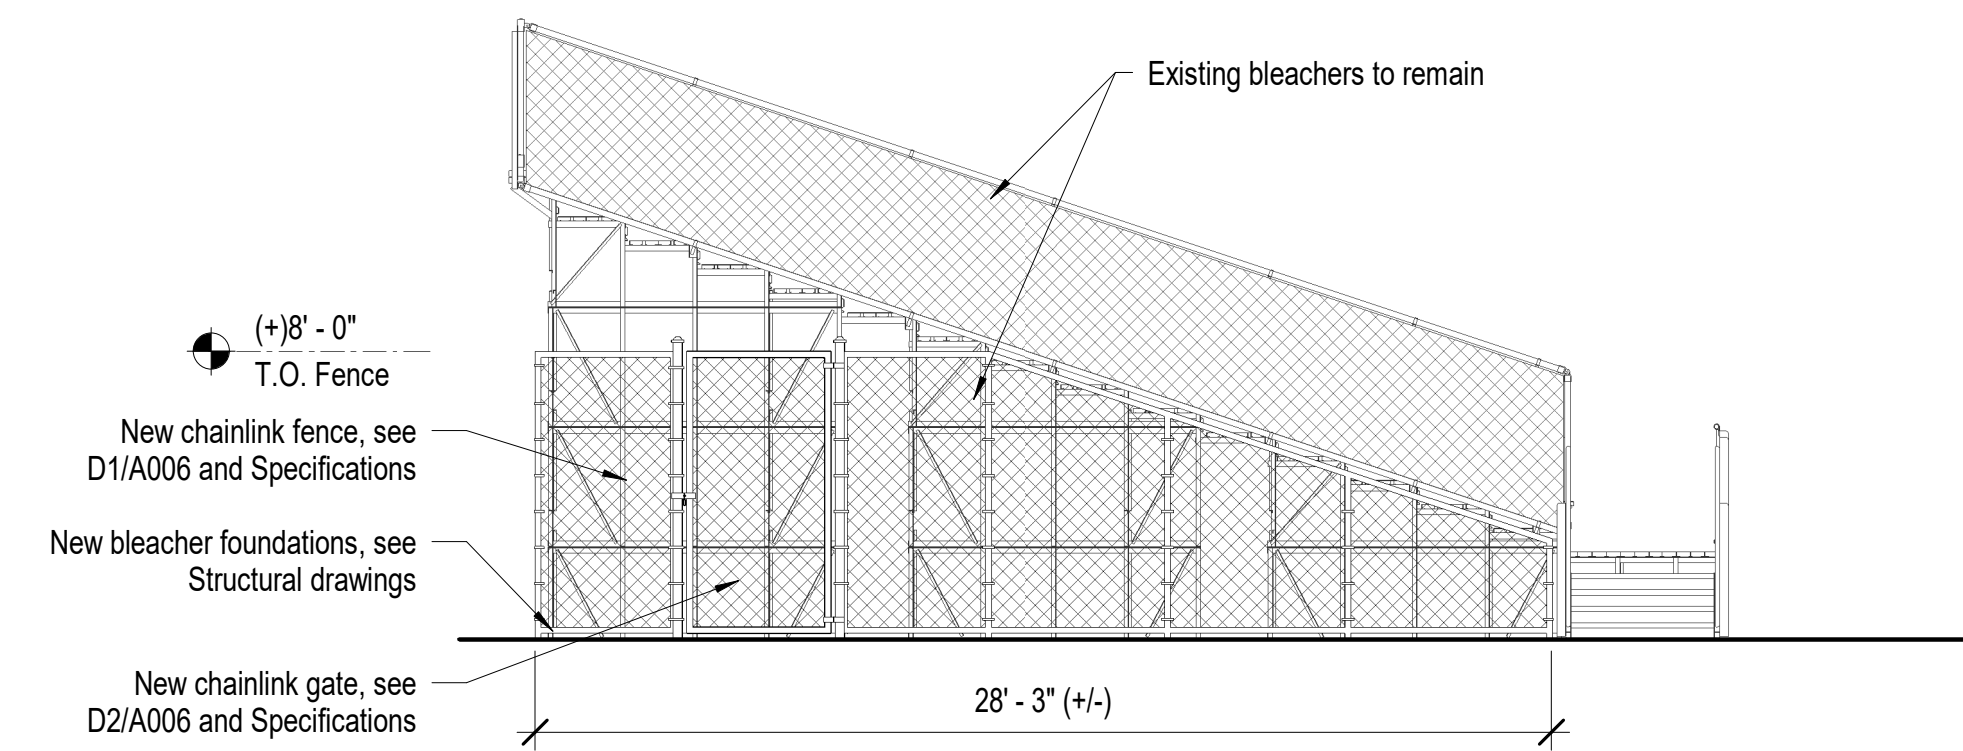 Existing bleachers to remain
(+)8' - 0"
T.O. Fence
New chainlink fence, see
D1/A006 and Specifications
New bleacher foundations, see
Structural drawings
New chainlink gate, see
D2/A006 and Specifications
28' - 3" (+/-)